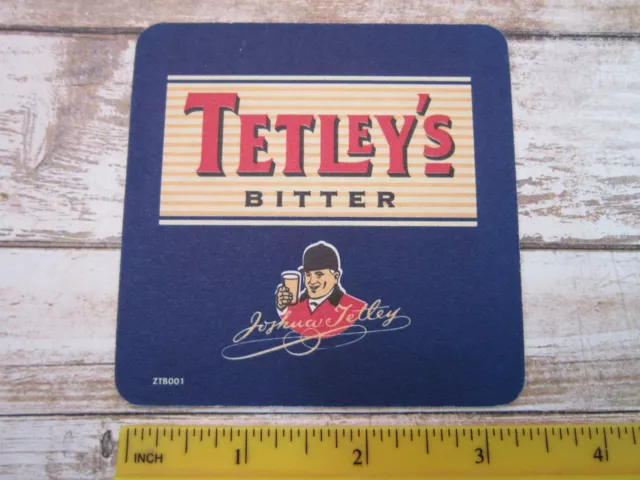 TETLEY'S
BITTER
Joshua Tetley
ZTB001
INCH 1 2 3 4